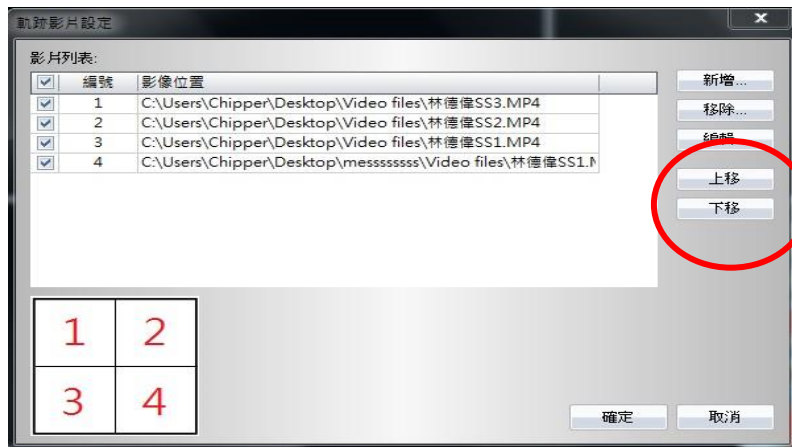 軌跡影片設定
影片列表:
編號 影像位置
1 C:\Users\Chipper\Desktop\Video files\林德偉SS3.MP4
2 C:\Users\Chipper\Desktop\Video files\林德偉SS2.MP4
3 C:\Users\Chipper\Desktop\Video files\林德偉SS1.MP4
4 C:\Users\Chipper\Desktop\messssssss\Video files\林德偉SS1.M
新增...
移除...
編輯...
上移
下移
1 2
3 4
確定 取消